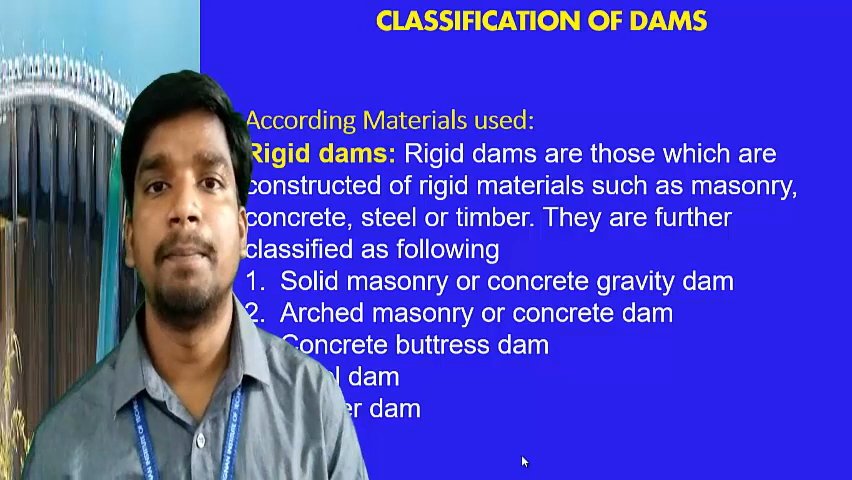 CLASSIFICATION OF DAMS
According Materials used:
Rigid dams: Rigid dams are those which are
constructed of rigid materials such as masonry,
concrete, steel or timber. They are further
classified as following
1. Solid masonry or concrete gravity dam
2. Arched masonry or concrete dam
Concrete buttress dam
dam
dam
INSTITUTE OF